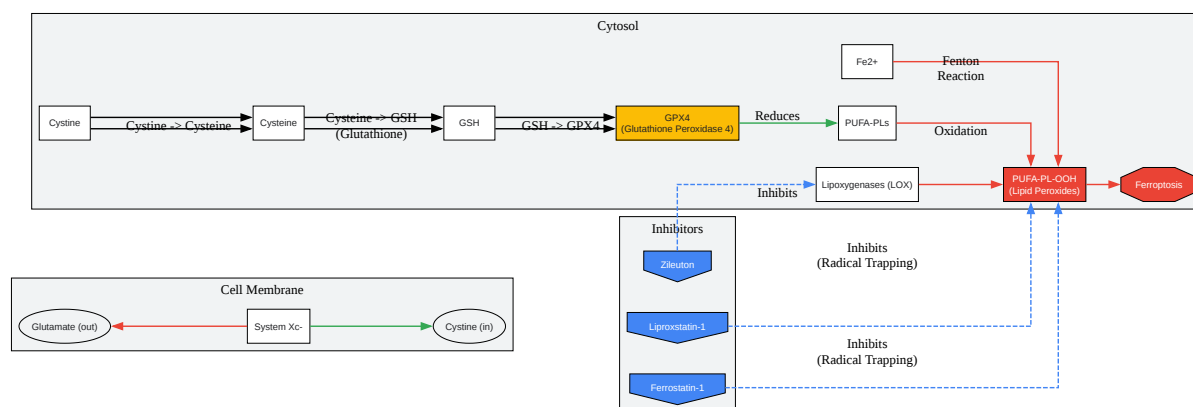 Cytosol
Fe2+
Fenton
Reaction
Cystine
Cystine -> Cysteine
Cysteine
Cysteine -> GSH
(Glutathione)
GSH
GSH -> GPX4
GPX4
(Glutathione Peroxidase 4)
Reduces
PUFA-PLs
Oxidation
Inhibits
Lipoxygenases (LOX)
PUFA-PL-OOH
(Lipid Peroxides)
Ferroptosis
Inhibitors
Zileuton
Inhibits
(Radical Trapping)
Liproxstatin-1
Inhibits
(Radical Trapping)
Ferrostatin-1
Cell Membrane
Glutamate (out)
System Xc-
Cystine (in)